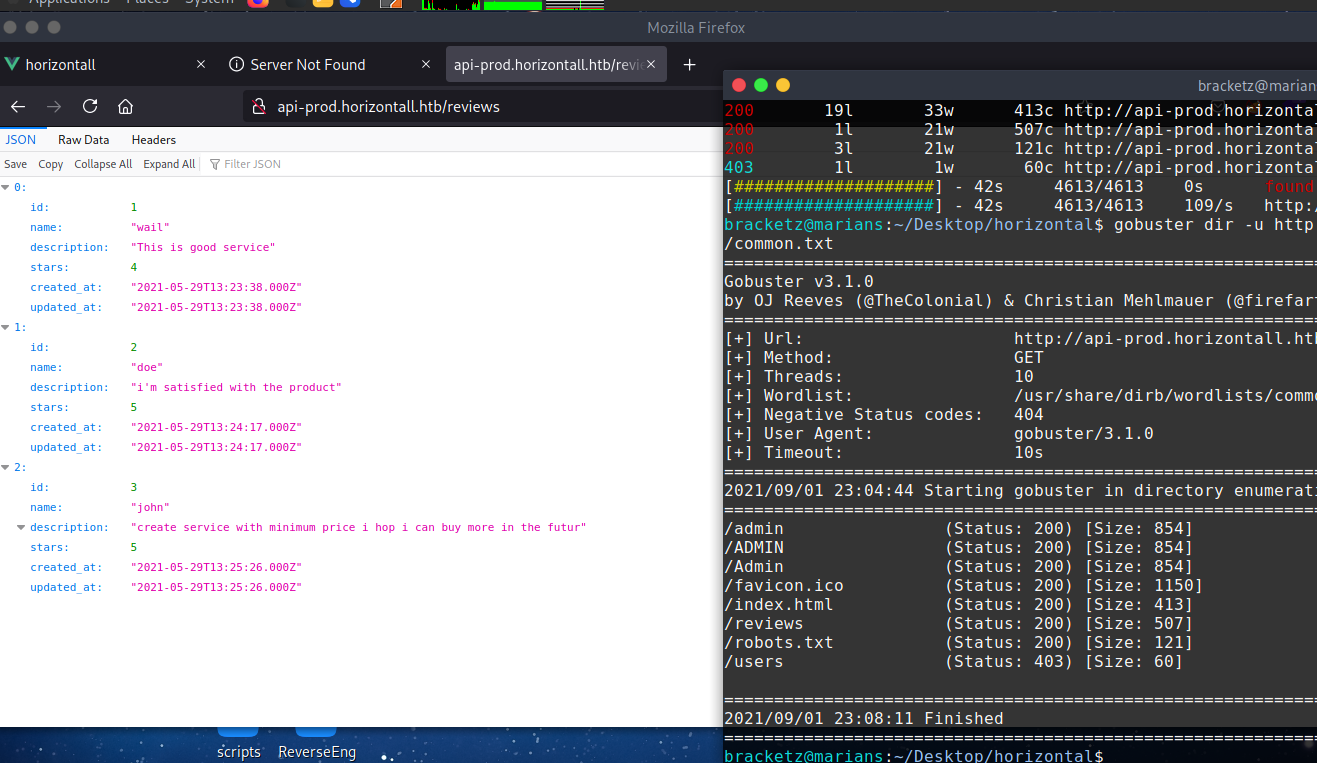 Applications Places System
Mozilla Firefox
horizontall
Server Not Found
api-prod.horizontall.htb/revie
api-prod.horizontall.htb/reviews
JSON Raw Data Headers
Save Copy Collapse All Expand All Filter JSON
0:
id: 1
name: "wail"
description: "This is good service"
stars: 4
created_at: "2021-05-29T13:23:38.000Z"
updated_at: "2021-05-29T13:23:38.000Z"
1:
id: 2
name: "doe"
description: "i'm satisfied with the product"
stars: 5
created_at: "2021-05-29T13:24:17.000Z"
updated_at: "2021-05-29T13:24:17.000Z"
2:
id: 3
name: "john"
description: "create service with minimum price i hop i can buy more in the futur"
stars: 5
created_at: "2021-05-29T13:25:26.000Z"
updated_at: "2021-05-29T13:25:26.000Z"
scripts
ReverseEng
bracketz@marian
200 19l 33w 413c http://api-prod.horizontal
200 1l 21w 507c http://api-prod.horizontal
200 3l 21w 121c http://api-prod.horizontal
403 1l 1w 60c http://api-prod.horizontal
[####################] - 42s 4613/4613 0s found
[####################] - 42s 4613/4613 109/s http:
bracketz@marians:~/Desktop/horizontal$ gobuster dir -u http
/common.txt
===============================================================
Gobuster v3.1.0
by OJ Reeves (@TheColonial) & Christian Mehlmauer (@firefar
===============================================================
[+] Url: http://api-prod.horizontall.ht
[+] Method: GET
[+] Threads: 10
[+] Wordlist: /usr/share/dirb/wordlists/comm
[+] Negative Status codes: 404
[+] User Agent: gobuster/3.1.0
[+] Timeout: 10s
===============================================================
2021/09/01 23:04:44 Starting gobuster in directory enumerati
===============================================================
/admin (Status: 200) [Size: 854]
/ADMIN (Status: 200) [Size: 854]
/Admin (Status: 200) [Size: 854]
/favicon.ico (Status: 200) [Size: 1150]
/index.html (Status: 200) [Size: 413]
/reviews (Status: 200) [Size: 507]
/robots.txt (Status: 200) [Size: 121]
/users (Status: 403) [Size: 60]
===============================================================
2021/09/01 23:08:11 Finished
===============================================================
bracketz@marians:~/Desktop/horizontal$